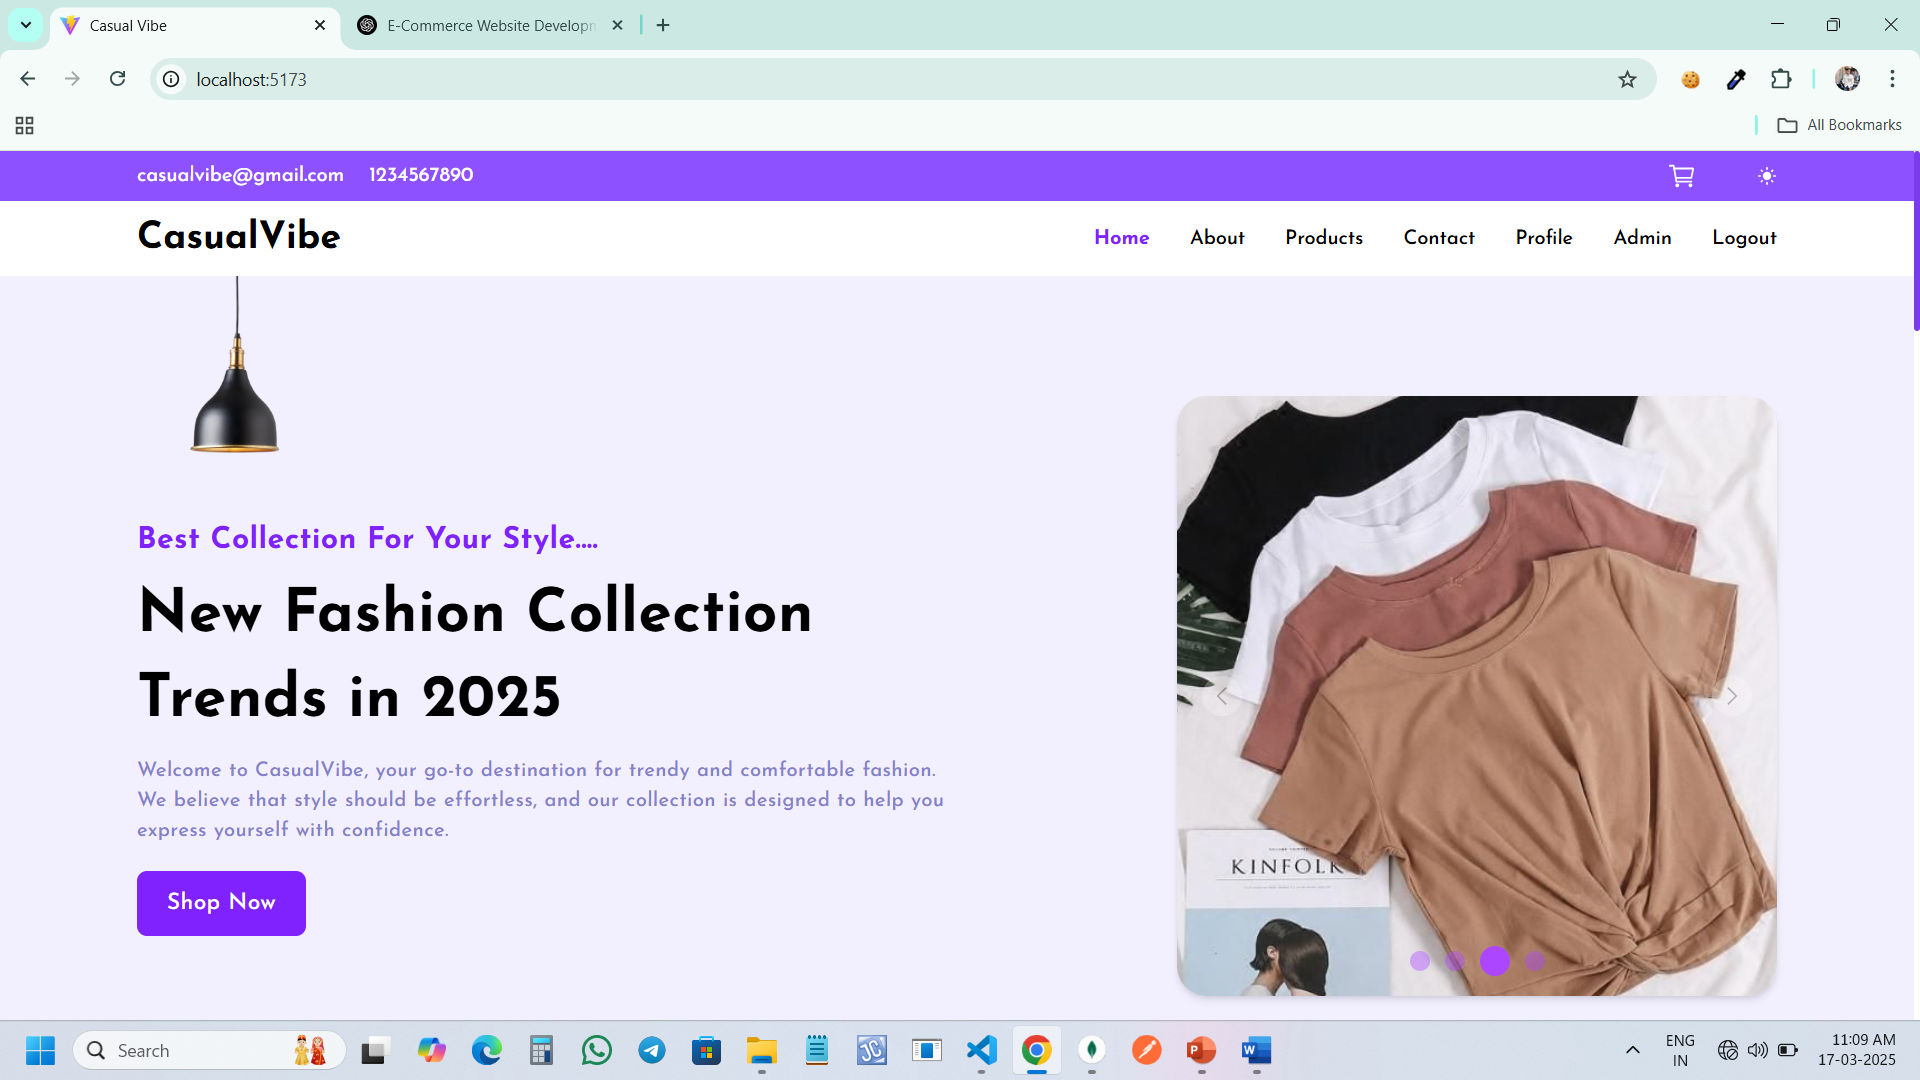 Casual Vibe
E-Commerce Website Developm
localhost:5173
All Bookmarks
casualvibe@gmail.com 1234567890
CasualVibe
Home About Products Contact Profile Admin Logout
Best Collection For Your Style....
New Fashion Collection
Trends in 2025
Welcome to CasualVibe, your go-to destination for trendy and comfortable fashion.
We believe that style should be effortless, and our collection is designed to help you
express yourself with confidence.
Shop Now
KINFOLK
Search
ENG
IN
11:09 AM
17-03-2025